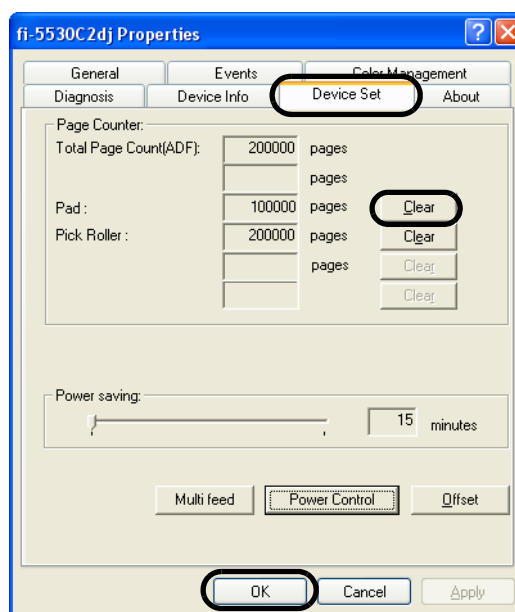 fi-5530C2dj Properties
General Events Color Management
Diagnosis Device Info Device Set About
Page Counter:
Total Page Count(ADF): 200000 pages
pages
Pad : 100000 pages Clear
Pick Roller : 200000 pages Clear
pages Clear
Clear
Power saving:
15 minutes
Multi feed Power Control Offset
OK Cancel Apply